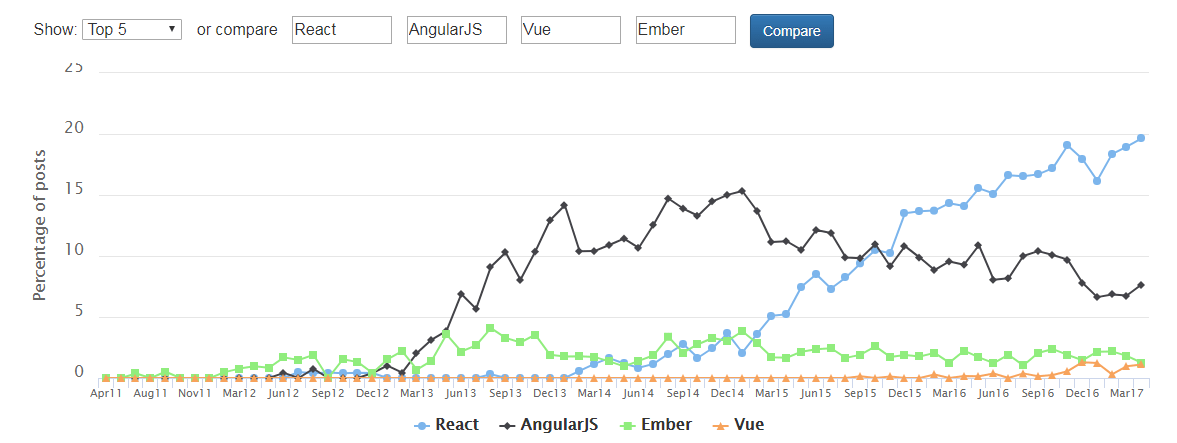 Show: Top 5 or compare React AngularJS Vue Ember Compare
25
20
15
10
5
0
Percentage of posts
Apr11 Aug11 Nov11 Mar12 Jun12 Sep12 Dec12 Mar13 Jun13 Sep13 Dec13 Mar14 Jun14 Sep14 Dec14 Mar15 Jun15 Sep15 Dec15 Mar16 Jun16 Sep16 Dec16 Mar17
React AngularJS Ember Vue